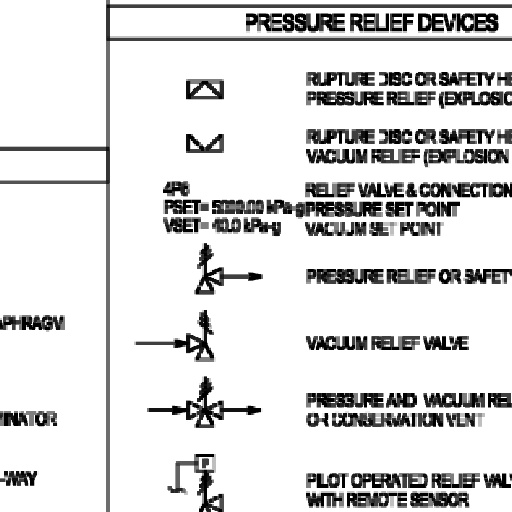 PRESSURE RELIEF DEVICES
RUPTURE DISC OR SAFETY HE
PRESSURE RELIEF (EXPLOSIO
RUPTURE DISC OR SAFETY HE
VACUUM RELIEF (EXPLOSION
4P6
RELIEF VALVE & CONNECTION
PSET= 5000.00 kPa-g
PRESSURE SET POINT
VSET= 40.0 kPa-g
VACUUM SET POINT
PRESSURE RELIEF OR SAFETY
APHRAGM
VACUUM RELIEF VALVE
PRESSURE AND VACUUM REL
OR CONSERVATION VENT
MINATOR
P
-WAY
PILOT OPERATED RELIEF VALV
WITH REMOTE SENSOR